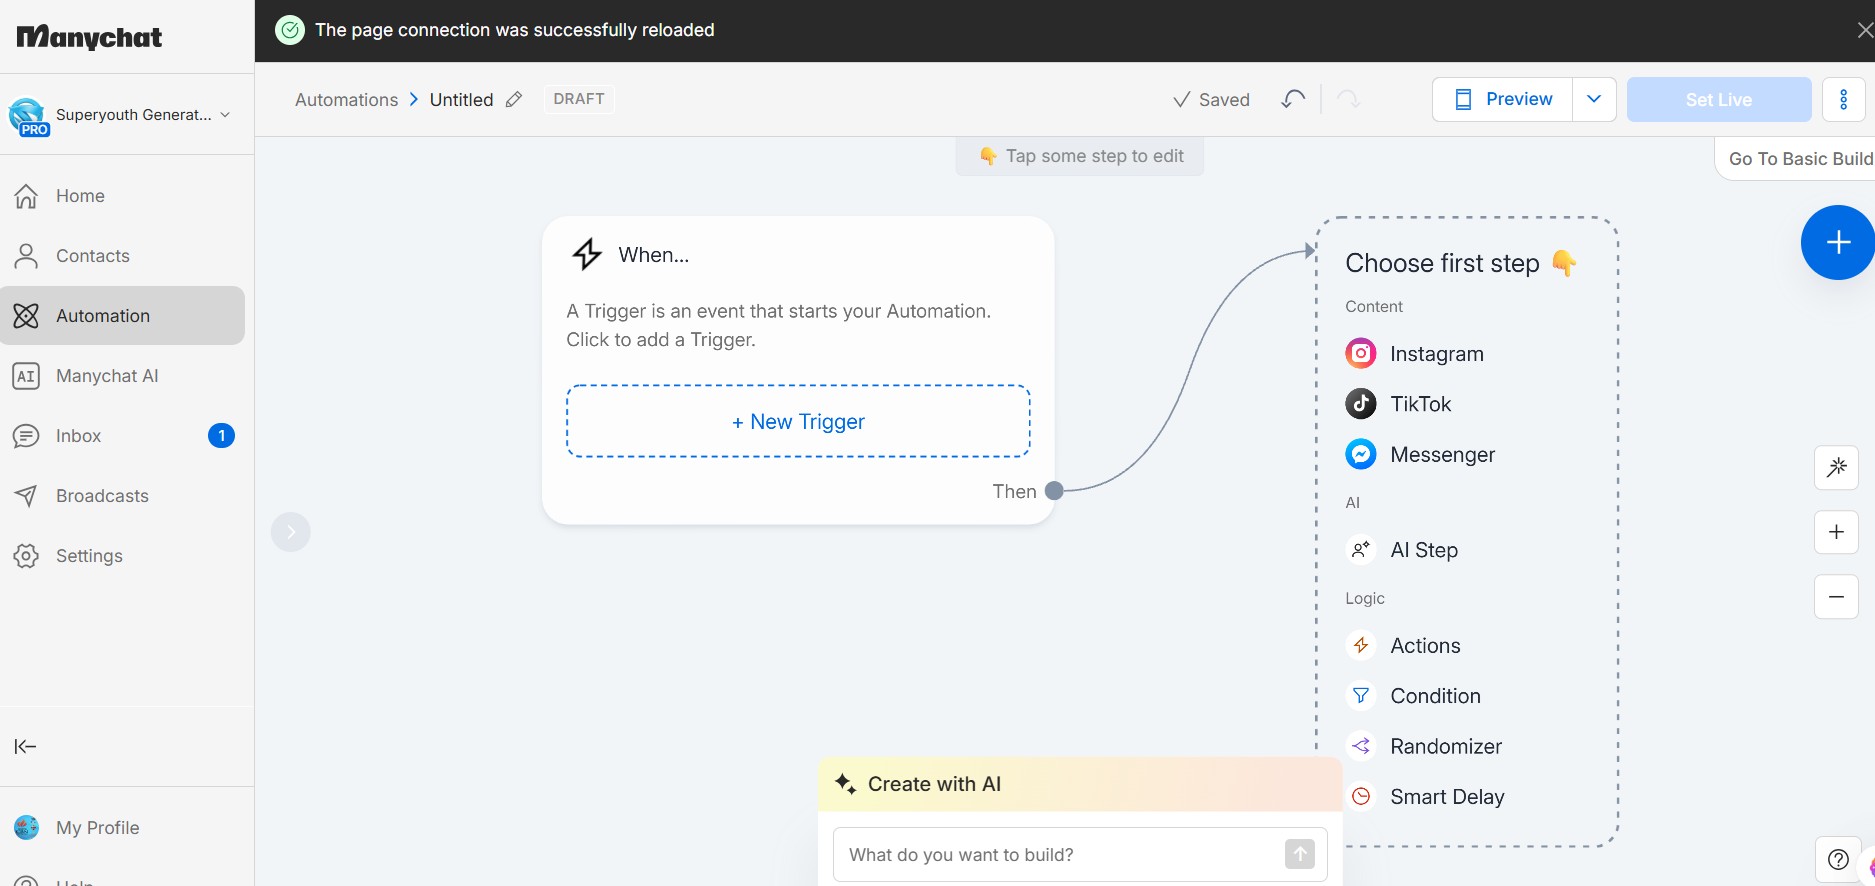 Manychat
The page connection was successfully reloaded
PRO
Superyouth Generat...
Automations > Untitled
DRAFT
Saved
Preview
Set Live
👇 Tap some step to edit
Go To Basic Build
Home
Contacts
Automation
AI Manychat AI
Inbox 1
Broadcasts
Settings
My Profile
When...
A Trigger is an event that starts your Automation.
Click to add a Trigger.
+ New Trigger
Then
Choose first step 👇
Content
Instagram
TikTok
Messenger
AI
AI Step
Logic
Actions
Condition
Randomizer
Smart Delay
Create with AI
What do you want to build?